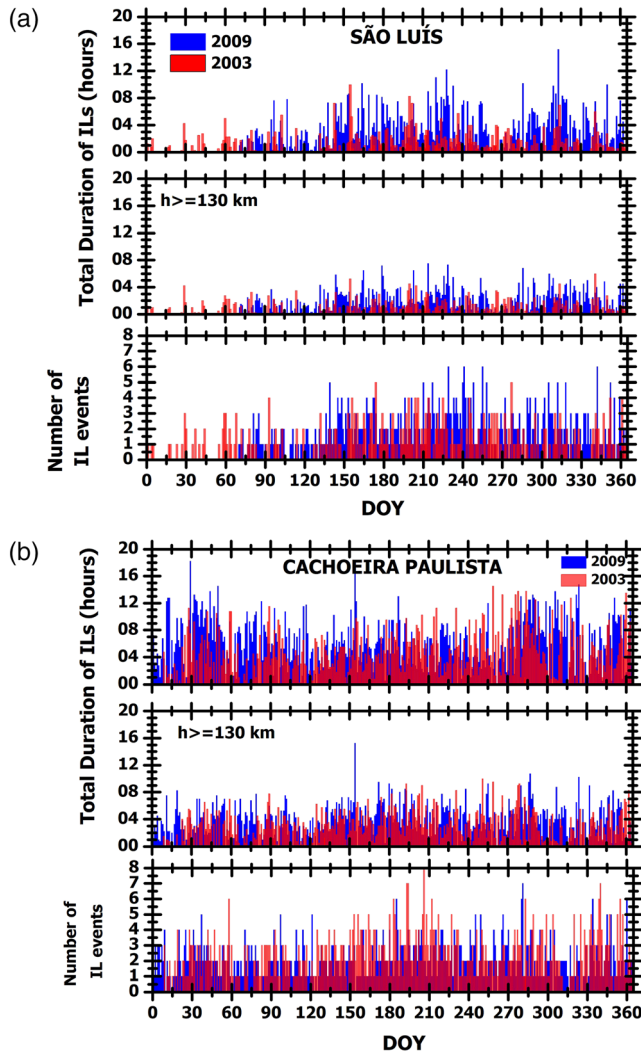 (a)
SÃO LUÍS
2009
2003
Total Duration of ILs (hours)
20
16
12
08
04
00
h>=130 km
20
16
12
08
04
00
Number of
IL events
8
7
6
5
4
3
2
1
0
0 30 60 90 120 150 180 210 240 270 300 330 360
DOY
(b)
CACHOEIRA PAULISTA
2009
2003
Total Duration of ILs (hours)
20
16
12
08
04
00
h>=130 km
20
16
12
08
04
00
Number of
IL events
8
7
6
5
4
3
2
1
0
0 30 60 90 120 150 180 210 240 270 300 330 360
DOY